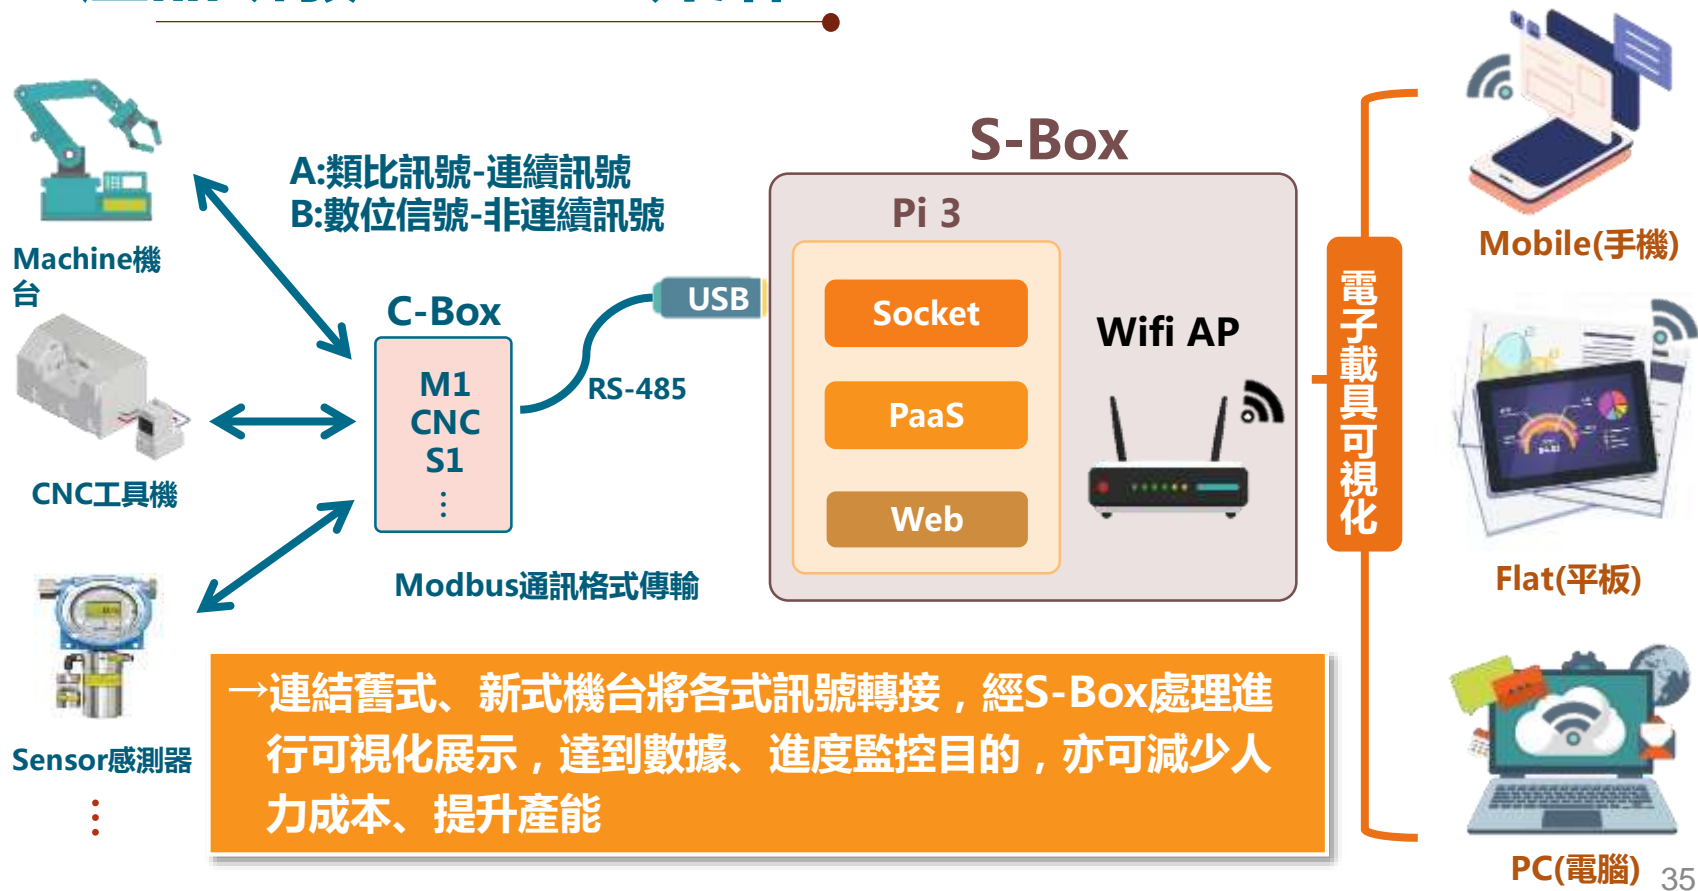 S-Box
A:類比訊號-連續訊號
B:數位信號-非連續訊號
Pi 3
Machine機
台
Mobile(手機)
C-Box
USB
Socket
Wifi AP
電子載具可視化
M1
CNC
S1
⋮
RS-485
PaaS
CNC工具機
Web
Modbus通訊格式傳輸
Flat(平板)
→連結舊式、新式機台將各式訊號轉接，經S-Box處理進
行可視化展示，達到數據、進度監控目的，亦可減少人
力成本、提升產能
Sensor感測器
⋮
PC(電腦)
35